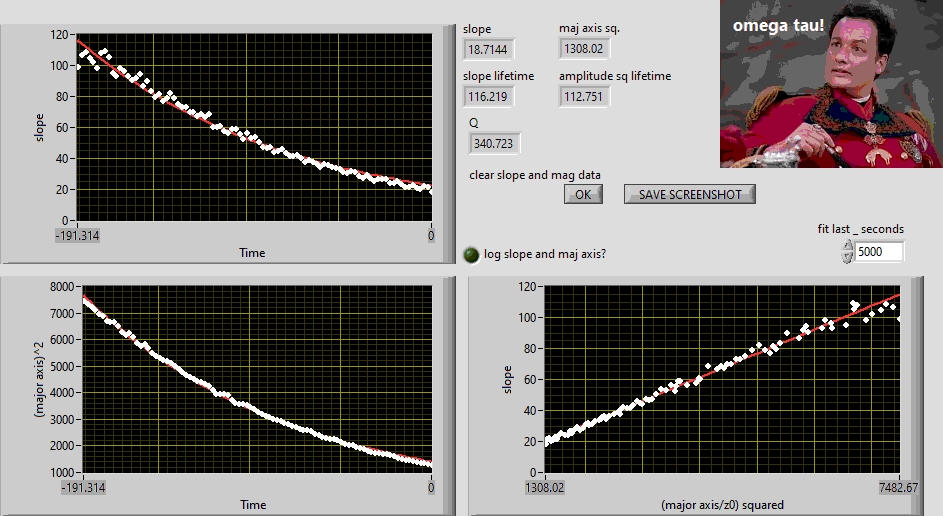 120
100
80
60
40
20
0
slope
-191.314
0
Time
slope
18.7144
maj axis sq.
1308.02
slope lifetime
116.219
amplitude sq lifetime
112.751
Q
340.723
clear slope and mag data
OK
SAVE SCREENSHOT
omega tau!
log slope and maj axis?
fit last _ seconds
5000
8000
7000
6000
5000
4000
3000
2000
1000
(major axis)^2
-191.314
0
Time
120
100
80
60
40
20
0
slope
1308.02
7482.67
(major axis/z0) squared